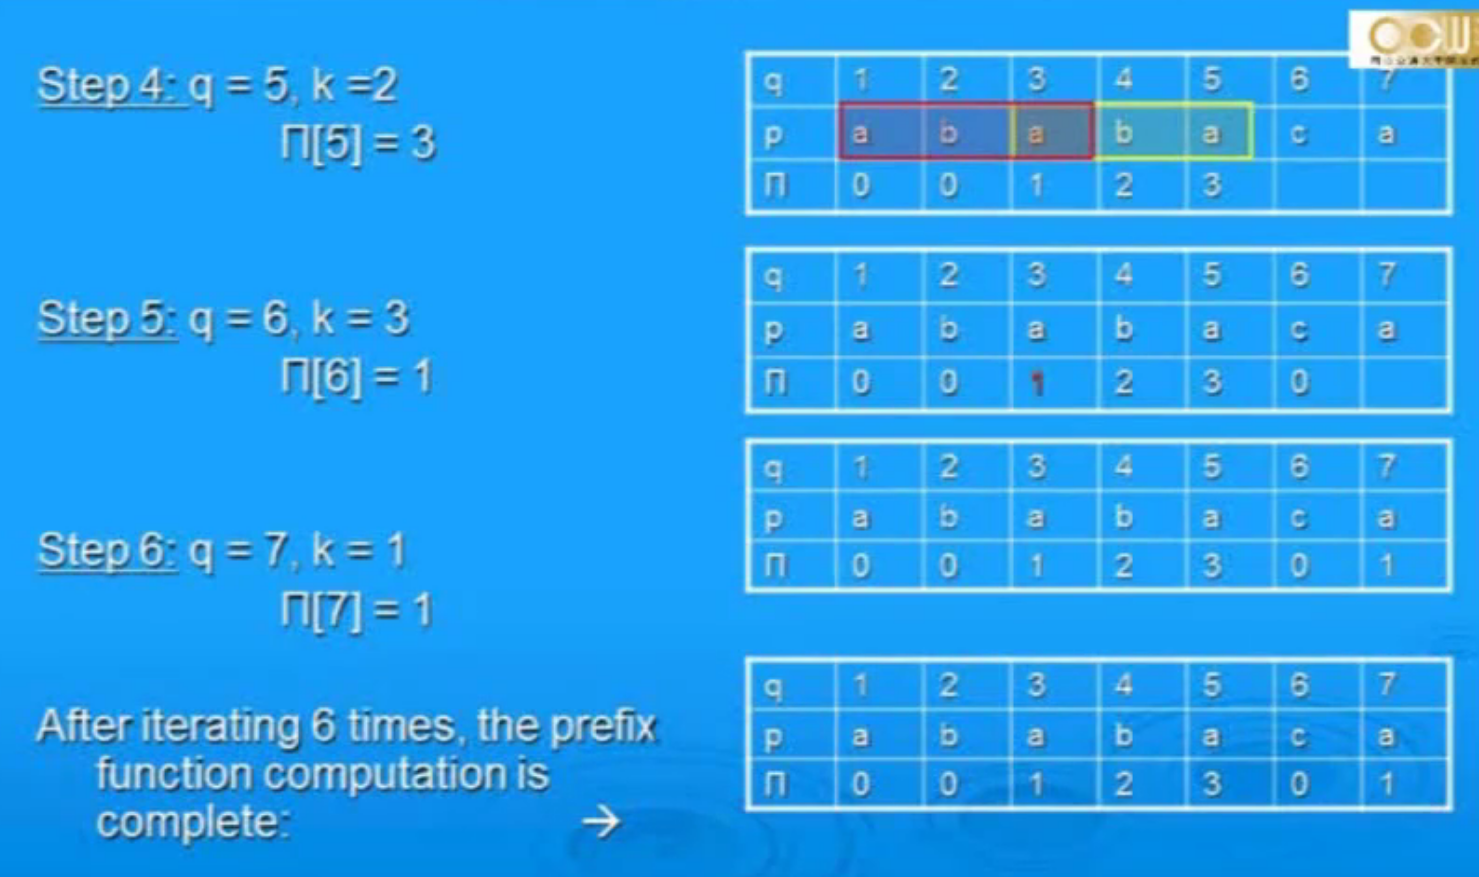 Step 4: q = 5, k =2
Π[5] = 3
q 1 2 3 4 5 6 7
p a b a b a c a
Π 0 0 1 2 3
Step 5: q = 6, k = 3
Π[6] = 1
q 1 2 3 4 5 6 7
p a b a b a c a
Π 0 0 1 2 3 0
Step 6: q = 7, k = 1
Π[7] = 1
q 1 2 3 4 5 6 7
p a b a b a c a
Π 0 0 1 2 3 0 1
After iterating 6 times, the prefix
function computation is
complete: →
q 1 2 3 4 5 6 7
p a b a b a c a
Π 0 0 1 2 3 0 1
OCW